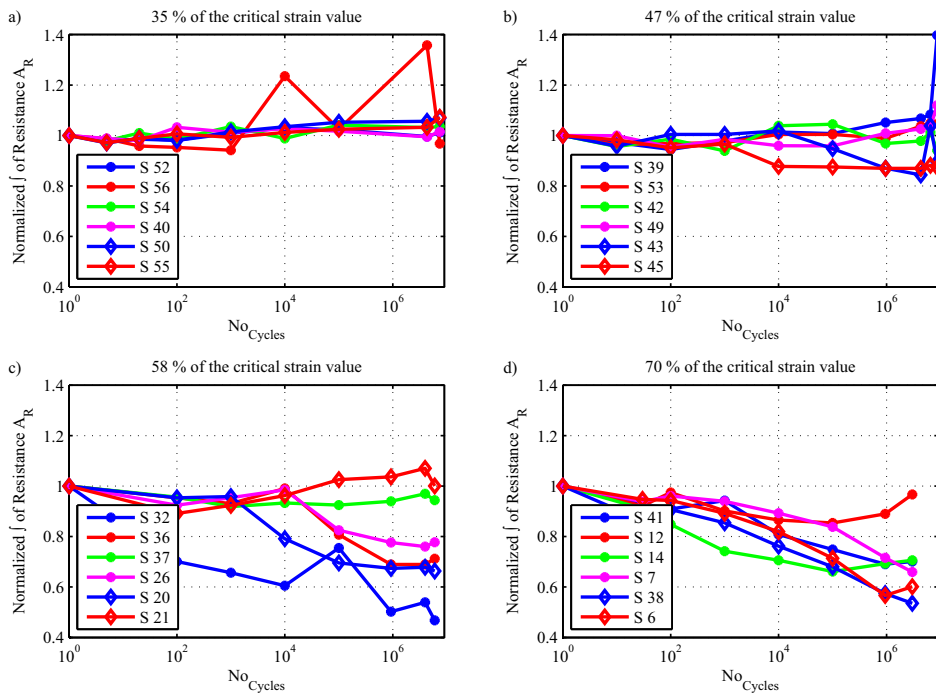 a) 35 % of the critical strain value
1.4
1.2
1
0.8
0.6
0.4
Normalized ∫ of Resistance A_R
S 52
S 56
S 54
S 40
S 50
S 55
10^0 10^2 10^4 10^6
No_Cycles
b) 47 % of the critical strain value
1.4
1.2
1
0.8
0.6
0.4
Normalized ∫ of Resistance A_R
S 39
S 53
S 42
S 49
S 43
S 45
10^0 10^2 10^4 10^6
No_Cycles
c) 58 % of the critical strain value
1.4
1.2
1
0.8
0.6
0.4
Normalized ∫ of Resistance A_R
S 32
S 36
S 37
S 26
S 20
S 21
10^0 10^2 10^4 10^6
No_Cycles
d) 70 % of the critical strain value
1.4
1.2
1
0.8
0.6
0.4
Normalized ∫ of Resistance A_R
S 41
S 12
S 14
S 7
S 38
S 6
10^0 10^2 10^4 10^6
No_Cycles